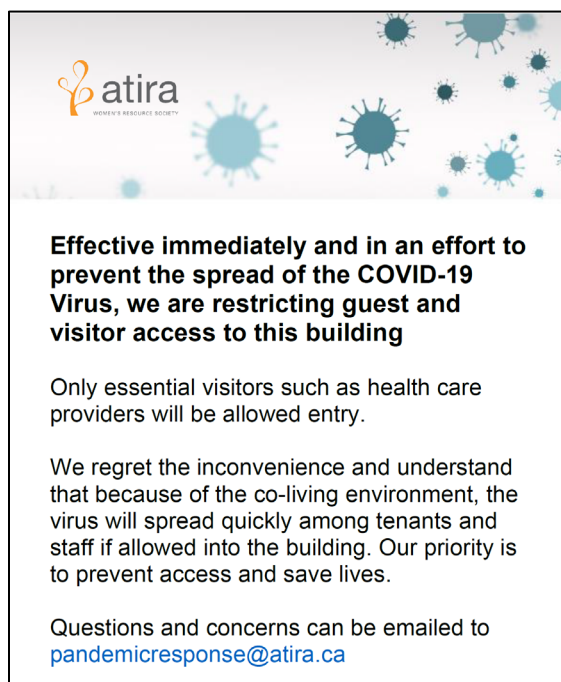 atira
WOMEN'S RESOURCE SOCIETY
Effective immediately and in an effort to
prevent the spread of the COVID-19
Virus, we are restricting guest and
visitor access to this building
Only essential visitors such as health care
providers will be allowed entry.
We regret the inconvenience and understand
that because of the co-living environment, the
virus will spread quickly among tenants and
staff if allowed into the building. Our priority is
to prevent access and save lives.
Questions and concerns can be emailed to
pandemicresponse@atira.ca